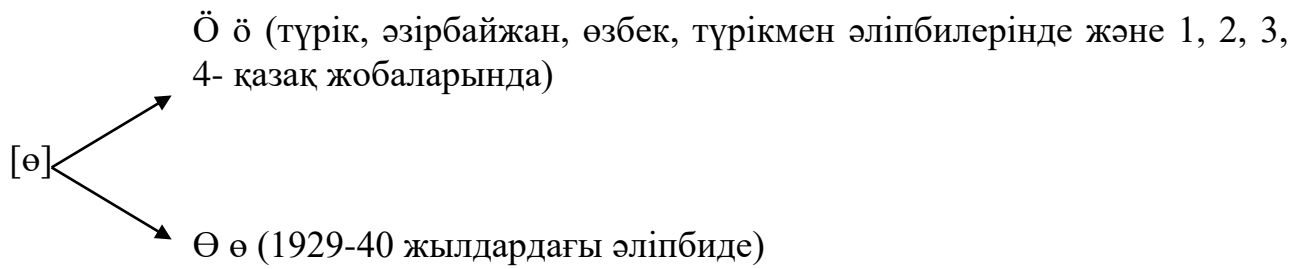 Ö ö (түрік, әзірбайжан, өзбек, түрікмен әліпбилерінде және 1, 2, 3,
4- қазақ жобаларында)
[ө]
Ө ө (1929-40 жылдардағы әліпбиде)